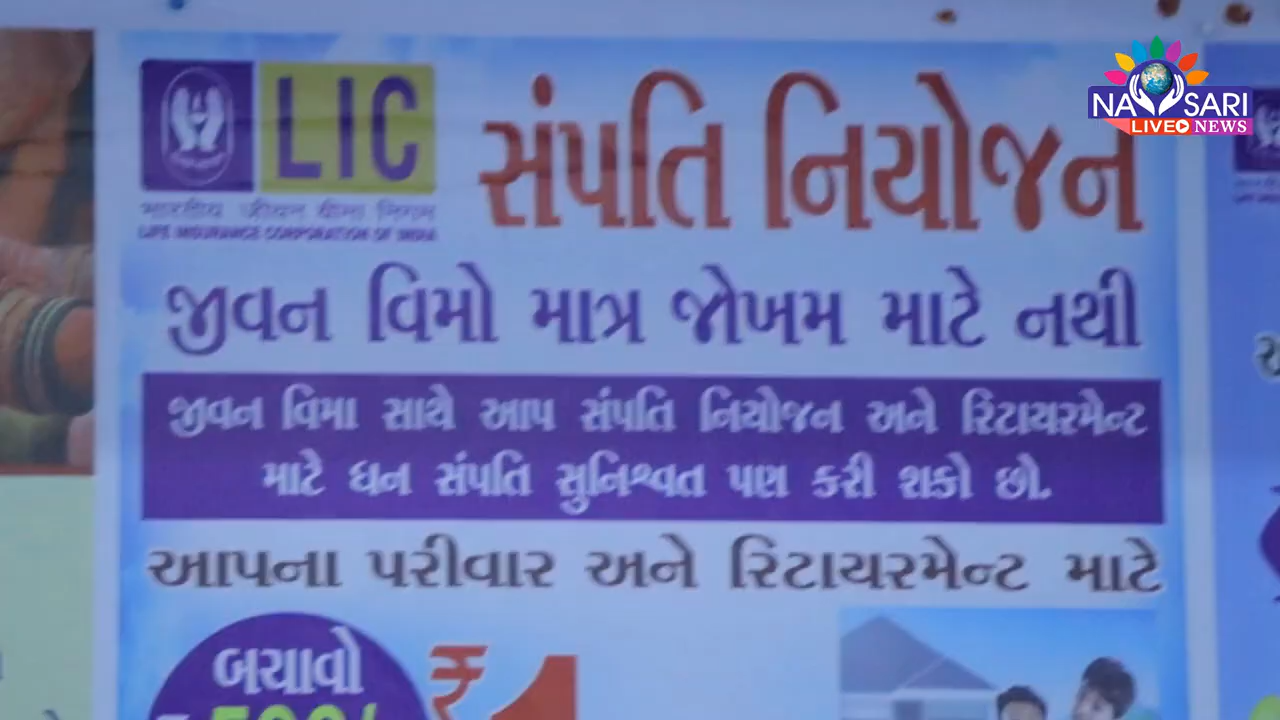 NAVSARI
LIVE NEWS
LIC
भारतीय जीवन बीमा निगम
LIFE INSURANCE CORPORATION OF INDIA
સંપતિ નિયોજન
જીવન વિમો માત્ર જોખમ માટે નથી
જીવન વિમા સાથે આપ સંપતિ નિયોજન અને રિટાયરમેન્ટ
માટે ધન સંપતિ સુનિશ્વત પણ કરી શકો છો.
આપના પરીવાર અને રિટાયરમેન્ટ માટે
બચાવો
₹ 1